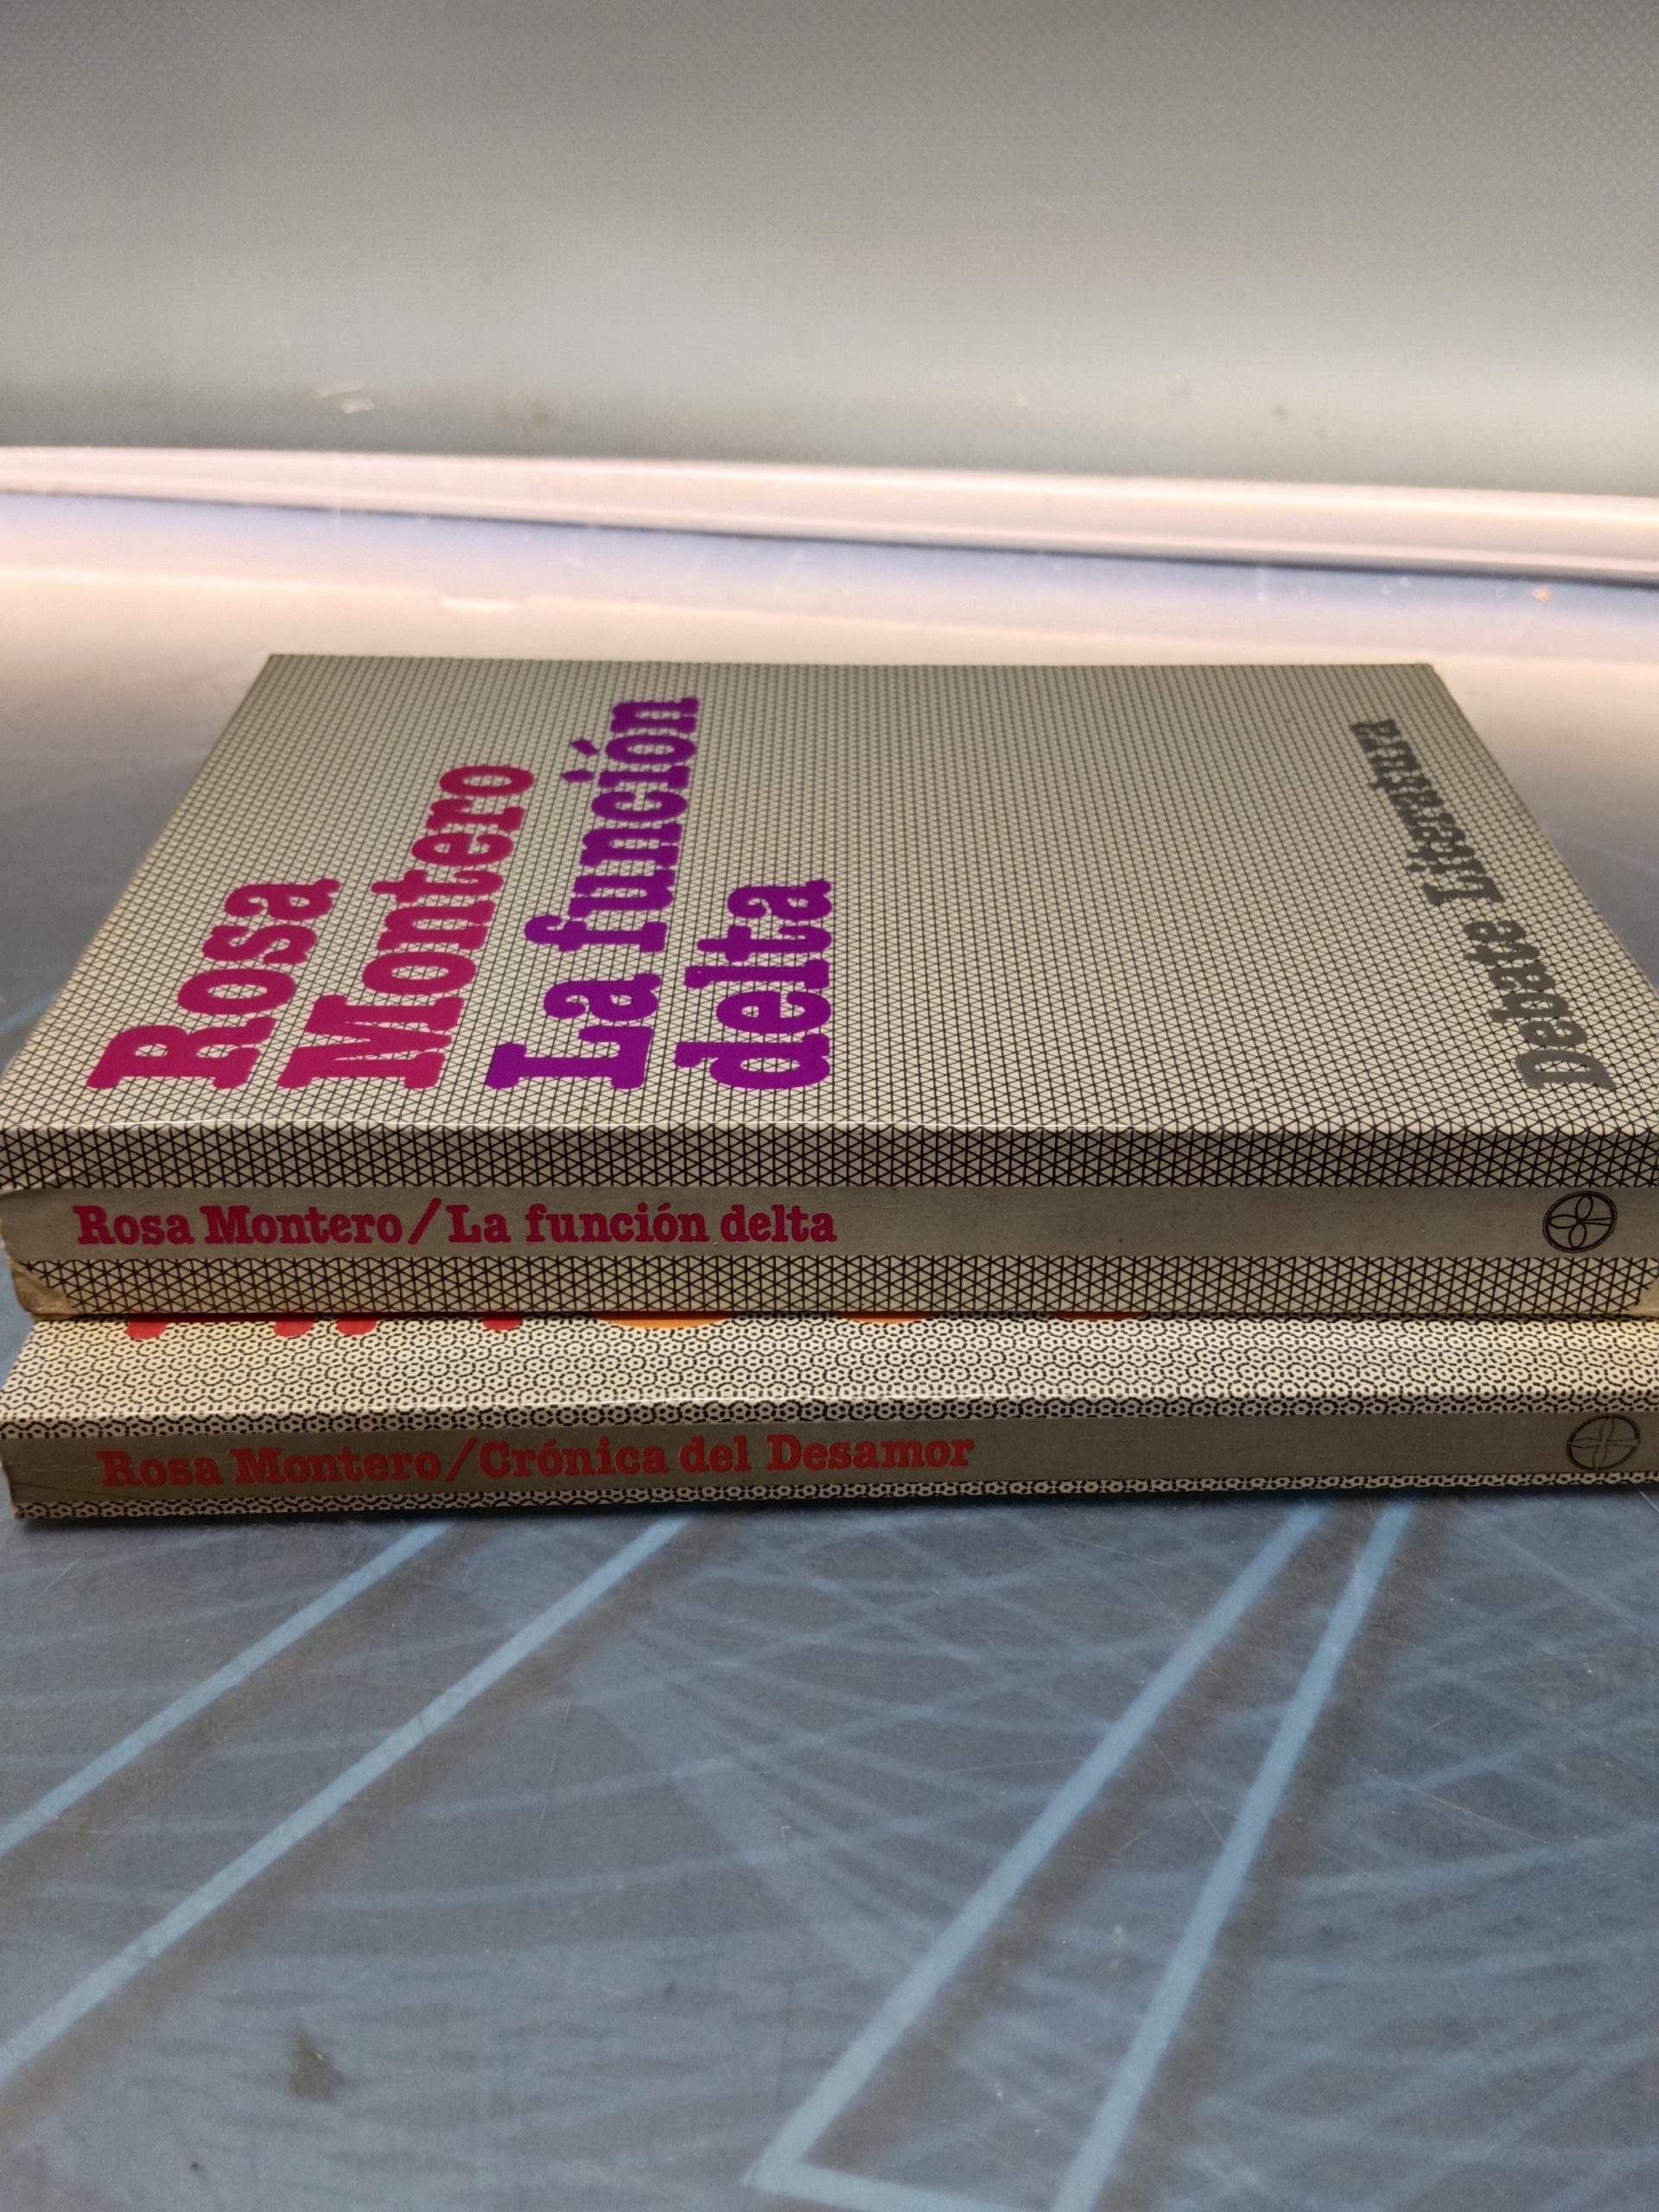 Rosa
Montero
La función
delta
Debate Literatura
Rosa Montero/La función delta
Rosa Montero/Crónica del Desamor